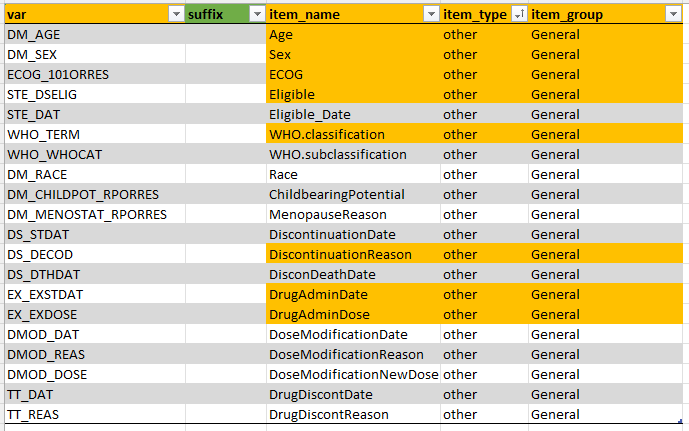 var suffix item_name item_type item_group
DM_AGE Age other General
DM_SEX Sex other General
ECOG_101ORRES ECOG other General
STE_DSELIG Eligible other General
STE_DAT Eligible_Date other General
WHO_TERM WHO.classification other General
WHO_WHOCAT WHO.subclassification other General
DM_RACE Race other General
DM_CHILDPOT_RPORRES ChildbearingPotential other General
DM_MENOSTAT_RPORRES MenopauseReason other General
DS_STDAT DiscontinuationDate other General
DS_DECOD DiscontinuationReason other General
DS_DTHDAT DisconDeathDate other General
EX_EXSTDAT DrugAdminDate other General
EX_EXDOSE DrugAdminDose other General
DMOD_DAT DoseModificationDate other General
DMOD_REAS DoseModificationReason other General
DMOD_DOSE DoseModificationNewDose other General
TT_DAT DrugDiscontDate other General
TT_REAS DrugDiscontReason other General